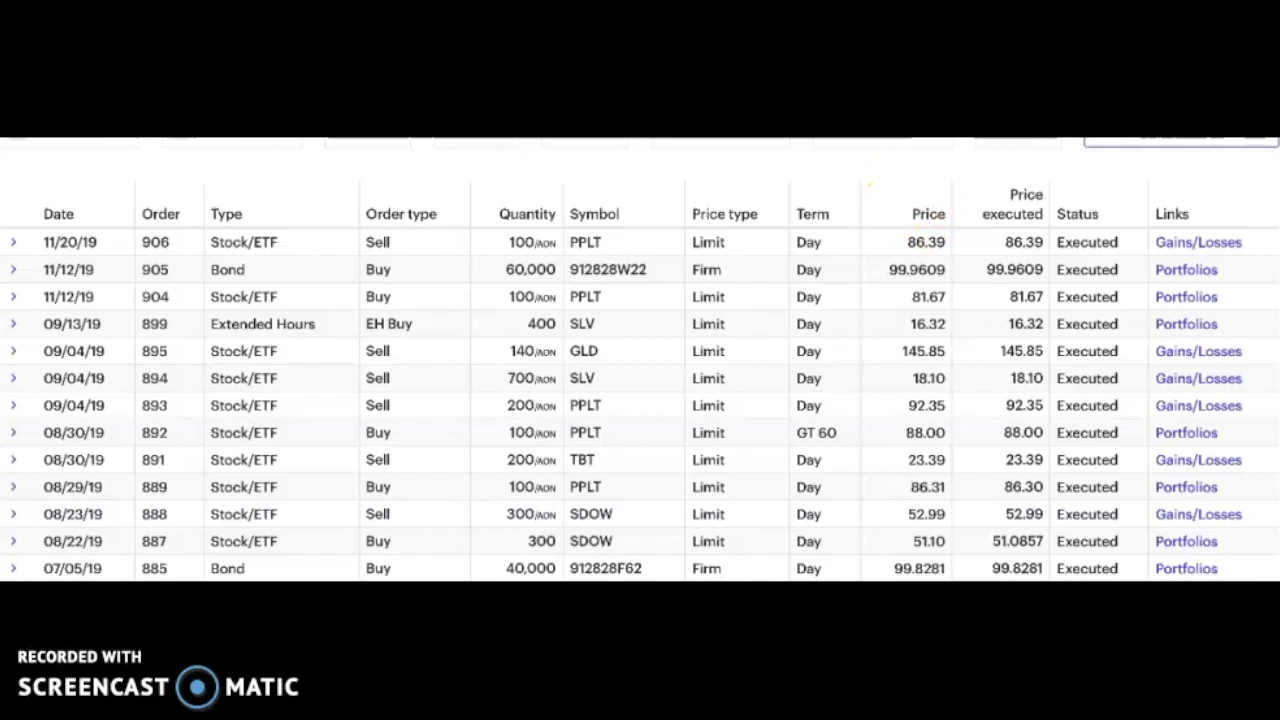 Date Order Type Order type Quantity Symbol Price type Term Price Price executed Status Links
11/20/19 906 Stock/ETF Sell 100/AON PPLT Limit Day 86.39 86.39 Executed Gains/Losses
11/12/19 905 Bond Buy 60,000 912828W22 Firm Day 99.9609 99.9609 Executed Portfolios
11/12/19 904 Stock/ETF Buy 100/AON PPLT Limit Day 81.67 81.67 Executed Portfolios
09/13/19 899 Extended Hours EH Buy 400 SLV Limit Day 16.32 16.32 Executed Portfolios
09/04/19 895 Stock/ETF Sell 140/AON GLD Limit Day 145.85 145.85 Executed Gains/Losses
09/04/19 894 Stock/ETF Sell 700/AON SLV Limit Day 18.10 18.10 Executed Gains/Losses
09/04/19 893 Stock/ETF Sell 200/AON PPLT Limit Day 92.35 92.35 Executed Gains/Losses
08/30/19 892 Stock/ETF Buy 100/AON PPLT Limit GT 60 88.00 88.00 Executed Portfolios
08/30/19 891 Stock/ETF Sell 200/AON TBT Limit Day 23.39 23.39 Executed Gains/Losses
08/29/19 889 Stock/ETF Buy 100/AON PPLT Limit Day 86.31 86.30 Executed Portfolios
08/23/19 888 Stock/ETF Sell 300/AON SDOW Limit Day 52.99 52.99 Executed Gains/Losses
08/22/19 887 Stock/ETF Buy 300 SDOW Limit Day 51.10 51.0857 Executed Portfolios
07/05/19 885 Bond Buy 40,000 912828F62 Firm Day 99.8281 99.8281 Executed Portfolios
RECORDED WITH
SCREENCAST MATIC